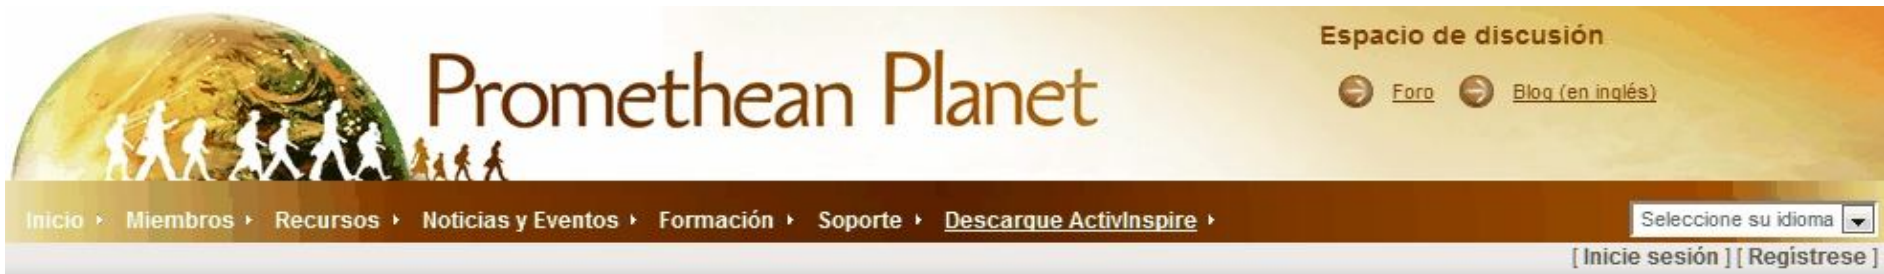 Espacio de discusión
Promethean Planet
Foro Blog (en inglés)
Inicio Miembros Recursos Noticias y Eventos Formación Soporte Descargue ActivInspire Seleccione su idioma
[ Inicie sesión ] [ Regístrese ]